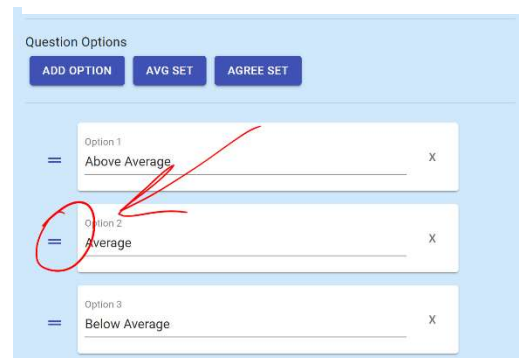 Question Options
ADD OPTION AVG SET AGREE SET
Option 1
Above Average
X
Option 2
Average
X
Option 3
Below Average
X